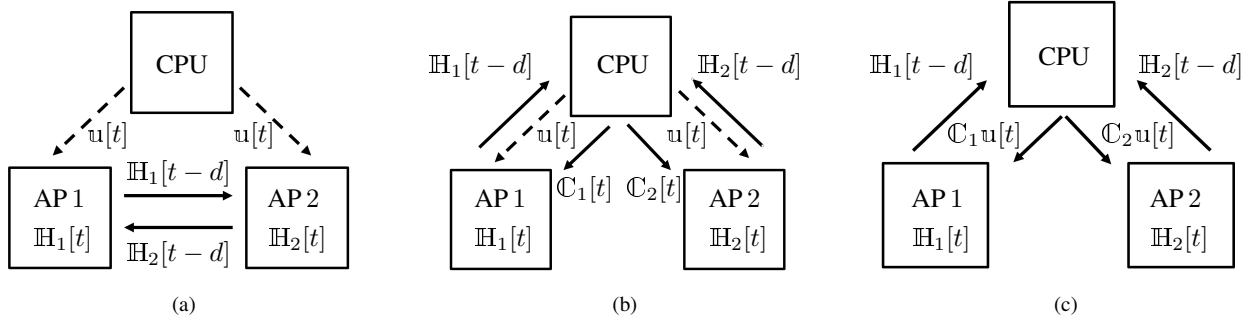 CPU
𝕦[t] 𝕦[t]
AP 1
ℍ₁[t]
ℍ₁[t − d]
ℍ₂[t − d]
AP 2
ℍ₂[t]
(a)
CPU
ℍ₁[t − d] ℍ₂[t − d]
𝕦[t] 𝕦[t]
ℂ₁[t] ℂ₂[t]
AP 1
ℍ₁[t]
AP 2
ℍ₂[t]
(b)
CPU
ℍ₁[t − d] ℍ₂[t − d]
ℂ₁𝕦[t] ℂ₂𝕦[t]
AP 1
ℍ₁[t]
AP 2
ℍ₂[t]
(c)